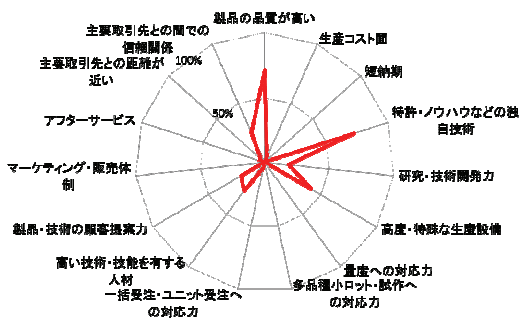 製品の品質が高い
生産コスト面
短納期
特許・ノウハウなどの独
自技術
研究・技術開発力
高度・特殊な生産設備
量産への対応力
多品種小ロット・試作へ
の対応力
一括受注・ユニット受注へ
の対応力
高い技術・技能を有する
人材
製品・技術の顧客提案力
マーケティング・販売体
制
アフターサービス
主要取引先との距離が
近い
主要取引先との間での
信頼関係
100%
50%